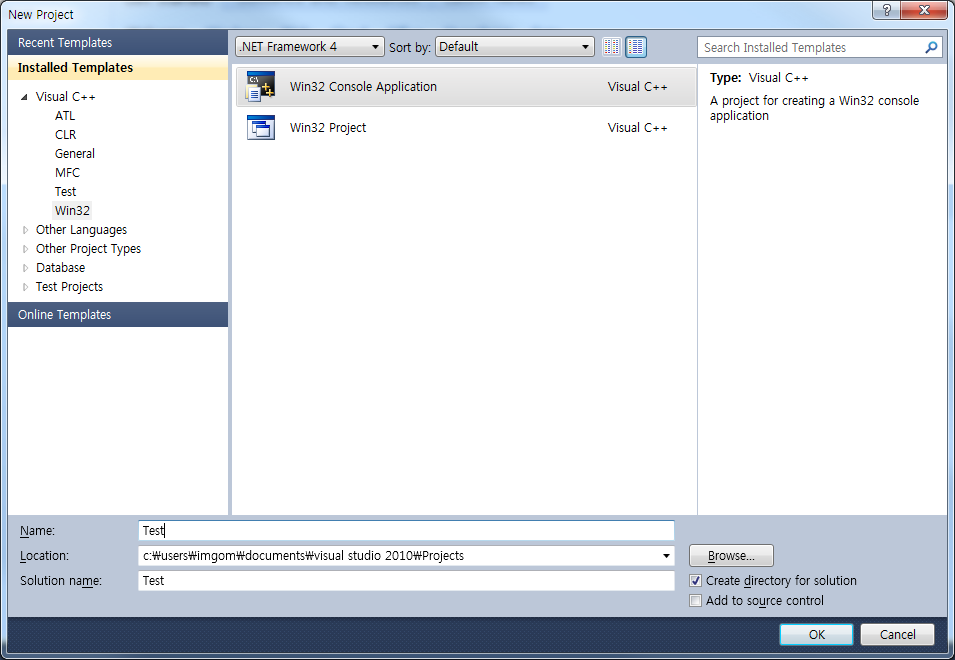 New Project
Recent Templates
Installed Templates
Visual C++
ATL
CLR
General
MFC
Test
Win32
Other Languages
Other Project Types
Database
Test Projects
Online Templates
.NET Framework 4
Sort by:
Default
Search Installed Templates
C:\
Win32 Console Application
Visual C++
Win32 Project
Visual C++
Type: Visual C++
A project for creating a Win32 console
application
Name:
Test
Location:
c:₩users₩imgom₩documents₩visual studio 2010₩Projects
Browse...
Solution name:
Test
Create directory for solution
Add to source control
OK
Cancel